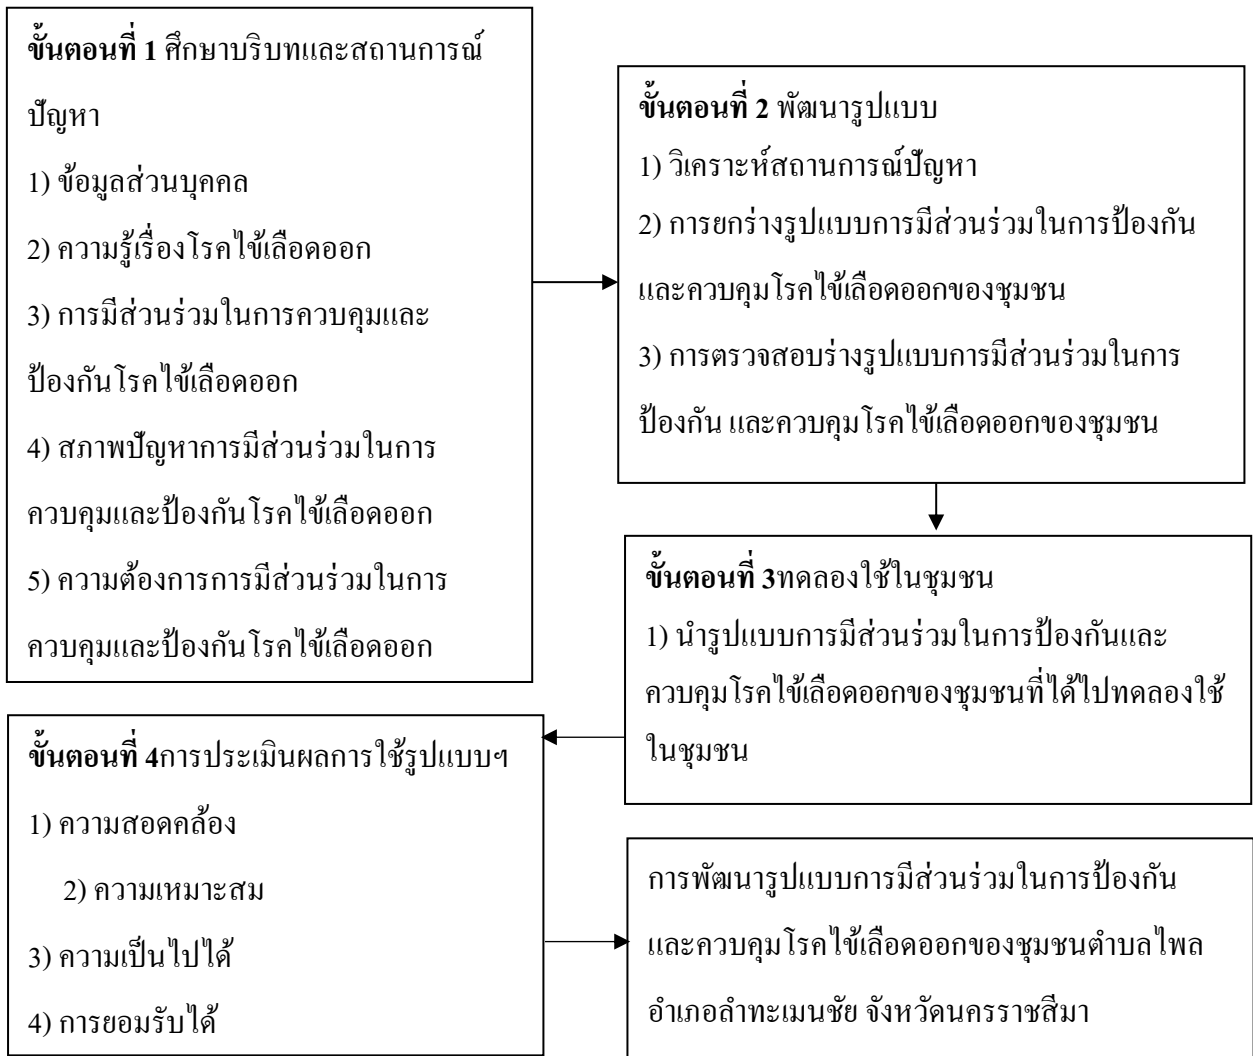 ขั้นตอนที่ 1 ศึกษาบริบทและสถานการณ์
ปัญหา
1) ข้อมูลส่วนบุคคล
2) ความรู้เรื่องโรคไข้เลือดออก
3) การมีส่วนร่วมในการควบคุมและ
ป้องกันโรคไข้เลือดออก
4) สภาพปัญหาการมีส่วนร่วมในการ
ควบคุมและป้องกันโรคไข้เลือดออก
5) ความต้องการการมีส่วนร่วมในการ
ควบคุมและป้องกันโรคไข้เลือดออก
ขั้นตอนที่ 2 พัฒนารูปแบบ
1) วิเคราะห์สถานการณ์ปัญหา
2) การยกร่างรูปแบบการมีส่วนร่วมในการป้องกัน
และควบคุมโรคไข้เลือดออกของชุมชน
3) การตรวจสอบร่างรูปแบบการมีส่วนร่วมในการ
ป้องกัน และควบคุมโรคไข้เลือดออกของชุมชน
ขั้นตอนที่ 3ทดลองใช้ในชุมชน
1) นำรูปแบบการมีส่วนร่วมในการป้องกันและ
ควบคุมโรคไข้เลือดออกของชุมชนที่ได้ไปทดลองใช้
ในชุมชน
ขั้นตอนที่ 4การประเมินผลการใช้รูปแบบฯ
1) ความสอดคล้อง
2) ความเหมาะสม
3) ความเป็นไปได้
4) การยอมรับได้
การพัฒนารูปแบบการมีส่วนร่วมในการป้องกัน
และควบคุมโรคไข้เลือดออกของชุมชนตำบลไพล
อำเภอลำทะเมนชัย จังหวัดนครราชสีมา